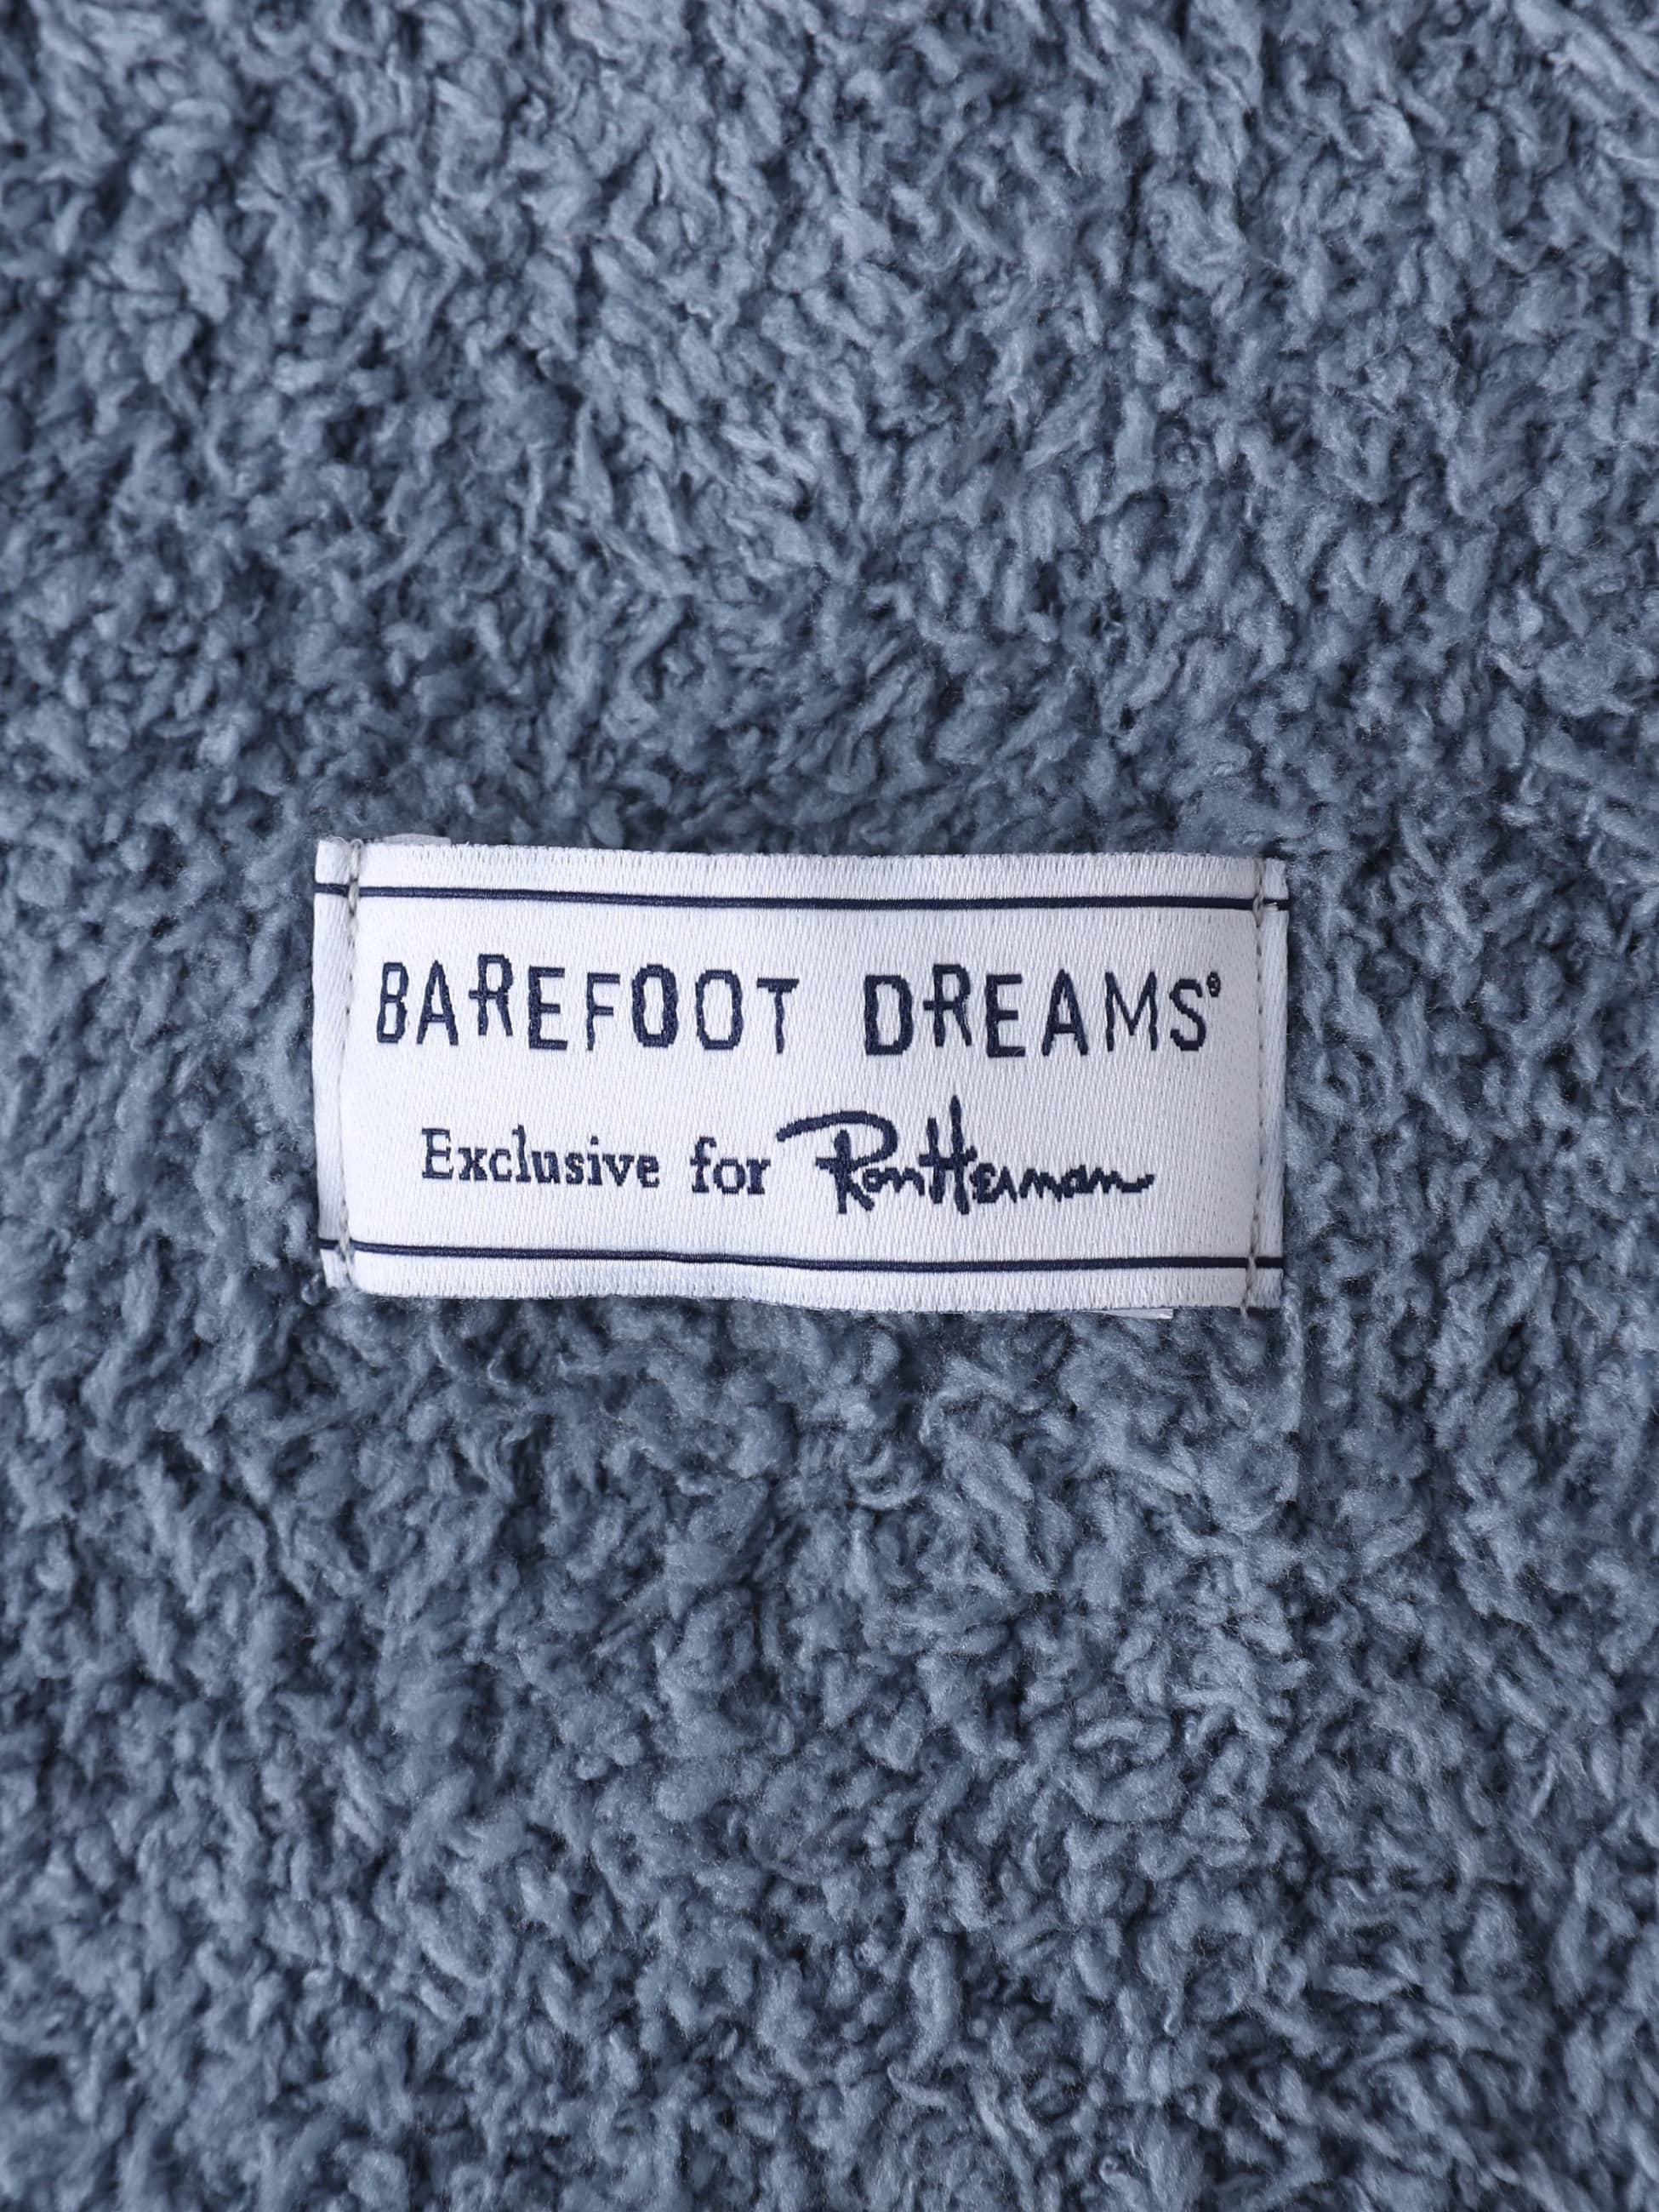 BAREFOOT DREAMS®
Exclusive for Ron Herman